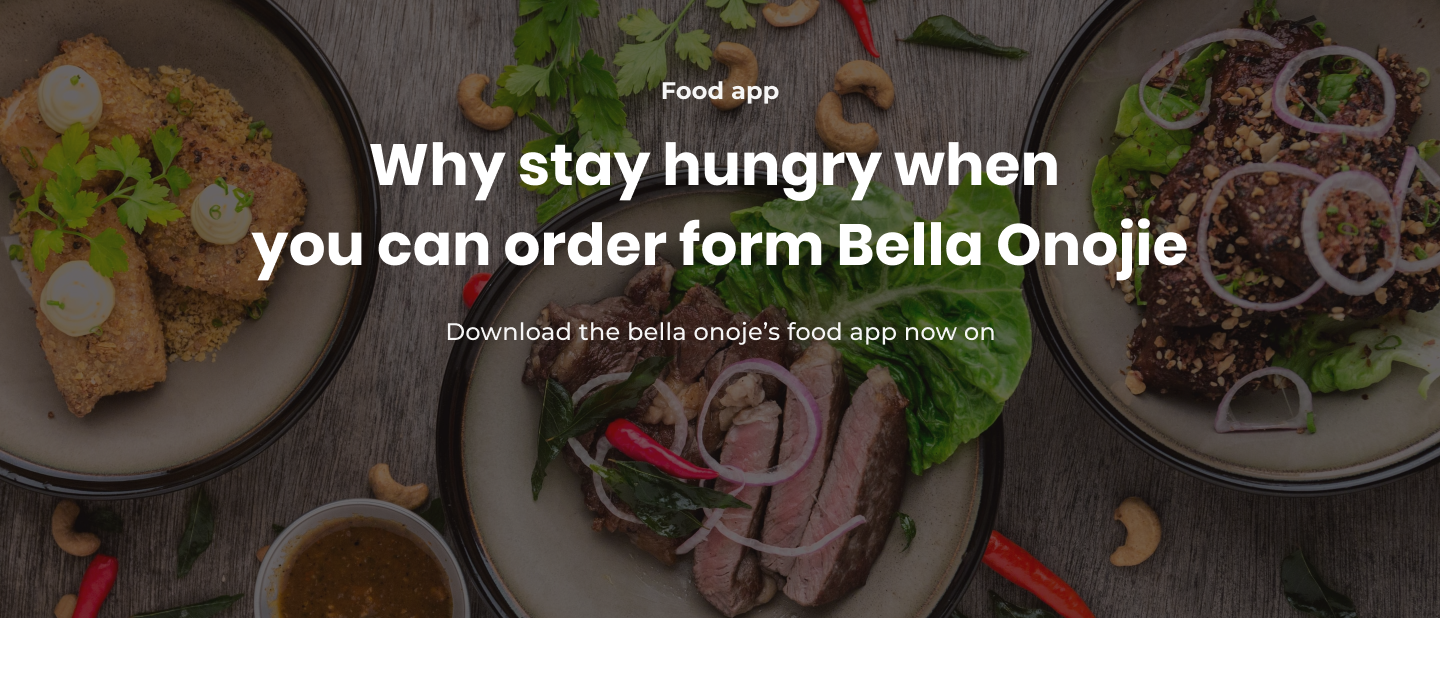 Food app
Why stay hungry when
you can order form Bella Onojie
Download the bella onoje’s food app now on